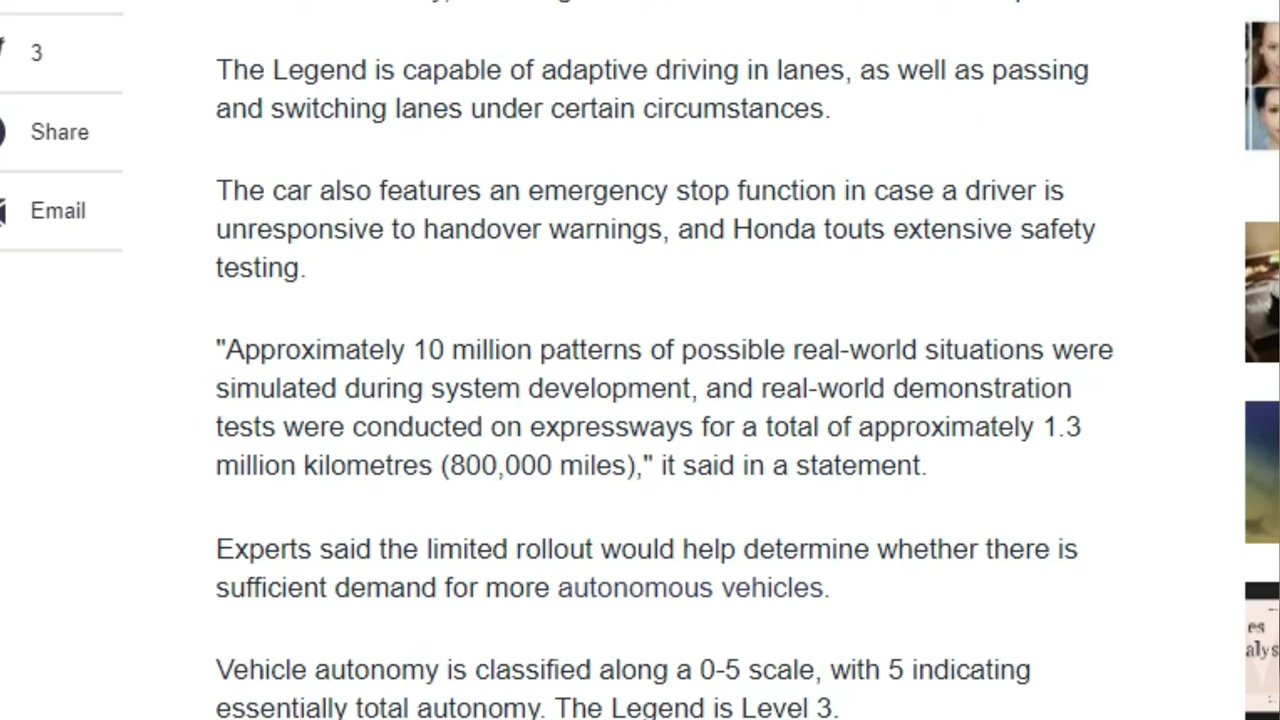 3
Share
Email
The Legend is capable of adaptive driving in lanes, as well as passing
and switching lanes under certain circumstances.
The car also features an emergency stop function in case a driver is
unresponsive to handover warnings, and Honda touts extensive safety
testing.
"Approximately 10 million patterns of possible real-world situations were
simulated during system development, and real-world demonstration
tests were conducted on expressways for a total of approximately 1.3
million kilometres (800,000 miles)," it said in a statement.
Experts said the limited rollout would help determine whether there is
sufficient demand for more autonomous vehicles.
Vehicle autonomy is classified along a 0-5 scale, with 5 indicating
essentially total autonomy. The Legend is Level 3.
es
alys